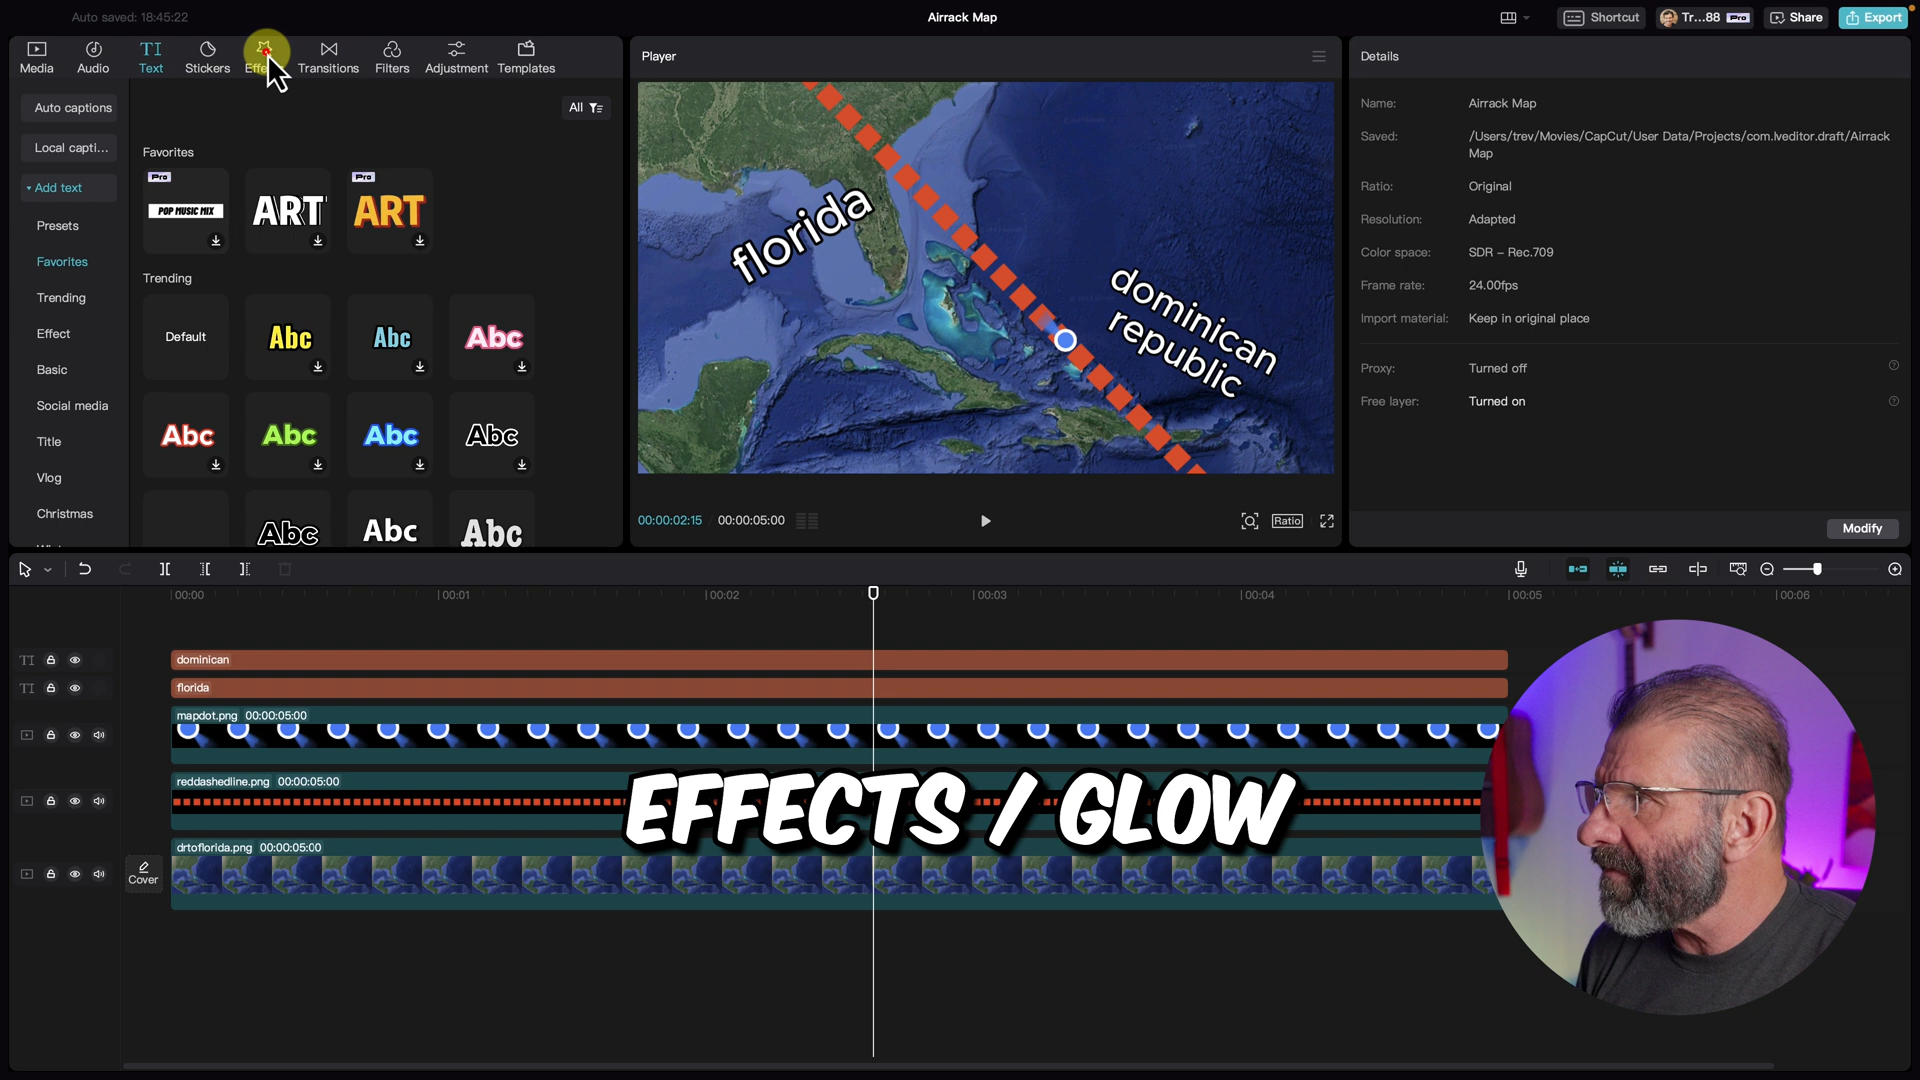 Auto saved: 18:45:22
Airrack Map
Shortcut
Tr...88 Pro
Share
Export
Media
Audio
TI
Text
Stickers
Transitions
Filters
Adjustment
Templates
Player
Details
Auto captions
Local capti...
Add text
Presets
Favorites
Trending
Effect
Basic
Social media
Title
Vlog
Christmas
All
Favorites
Pro
POP MUSIC MIX
ART
Pro
ART
Trending
Default
Abc
Abc
Abc
Abc
Abc
Abc
Abc
Abc
Abc
Abc
florida
dominican
republic
00:00:02:15
00:00:05:00
Ratio
Name: Airrack Map
Saved: /Users/trev/Movies/CapCut/User Data/Projects/com.lveditor.draft/Airrack
Map
Ratio: Original
Resolution: Adapted
Color space: SDR – Rec.709
Frame rate: 24.00fps
Import material: Keep in original place
Proxy: Turned off
Free layer: Turned on
Modify
00:00
00:01
00:02
00:03
00:04
00:05
00:06
TI
dominican
TI
florida
mapdot.png 00:00:05:00
reddashedline.png 00:00:05:00
EFFECTS / GLOW
drtoflorida.png 00:00:05:00
Cover